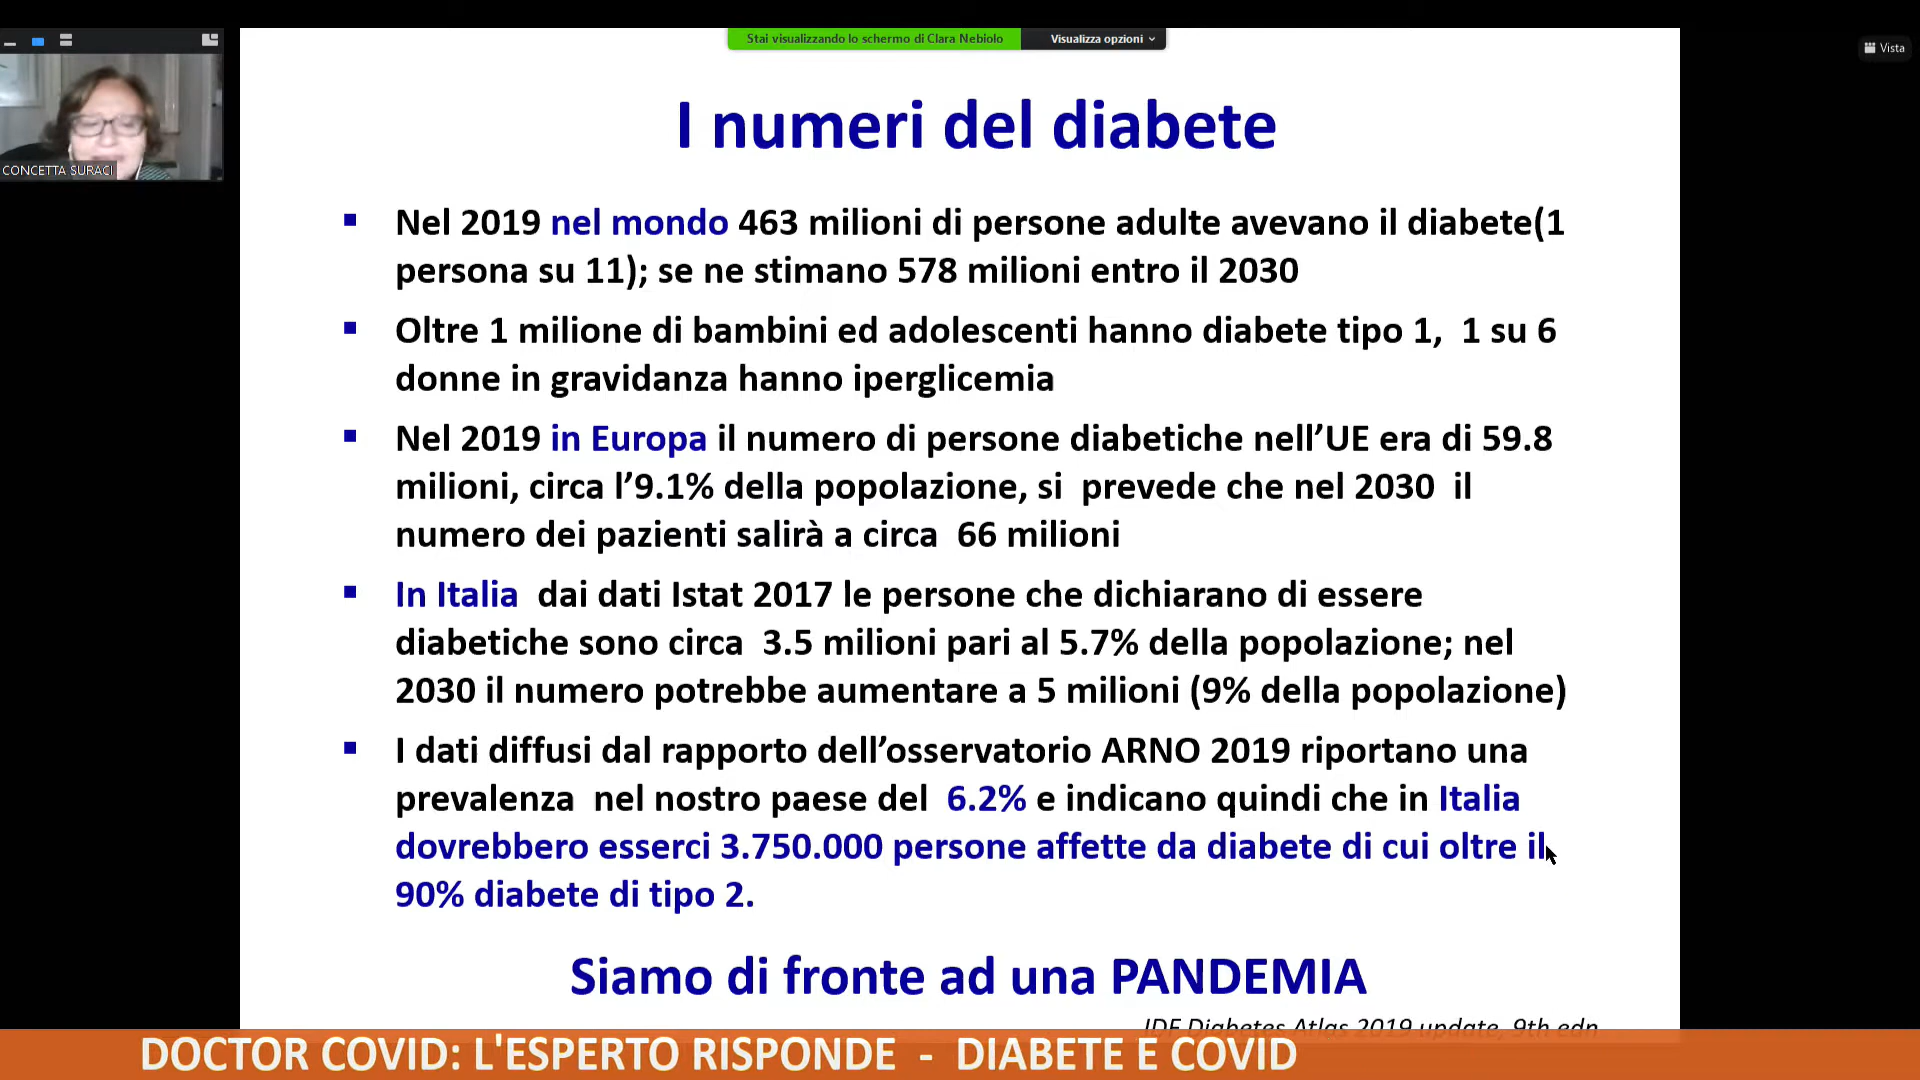 Stai visualizzando lo schermo di Clara Nebiolo
Visualizza opzioni
Vista
CONCETTA SURACI
I numeri del diabete
Nel 2019 nel mondo 463 milioni di persone adulte avevano il diabete(1
persona su 11); se ne stimano 578 milioni entro il 2030
Oltre 1 milione di bambini ed adolescenti hanno diabete tipo 1, 1 su 6
donne in gravidanza hanno iperglicemia
Nel 2019 in Europa il numero di persone diabetiche nell’UE era di 59.8
milioni, circa l’9.1% della popolazione, si prevede che nel 2030 il
numero dei pazienti salirà a circa 66 milioni
In Italia dai dati Istat 2017 le persone che dichiarano di essere
diabetiche sono circa 3.5 milioni pari al 5.7% della popolazione; nel
2030 il numero potrebbe aumentare a 5 milioni (9% della popolazione)
I dati diffusi dal rapporto dell’osservatorio ARNO 2019 riportano una
prevalenza nel nostro paese del 6.2% e indicano quindi che in Italia
dovrebbero esserci 3.750.000 persone affette da diabete di cui oltre il
90% diabete di tipo 2.
Siamo di fronte ad una PANDEMIA
IDF Diabetes Atlas 2019 update, 9th edn
DOCTOR COVID: L'ESPERTO RISPONDE - DIABETE E COVID